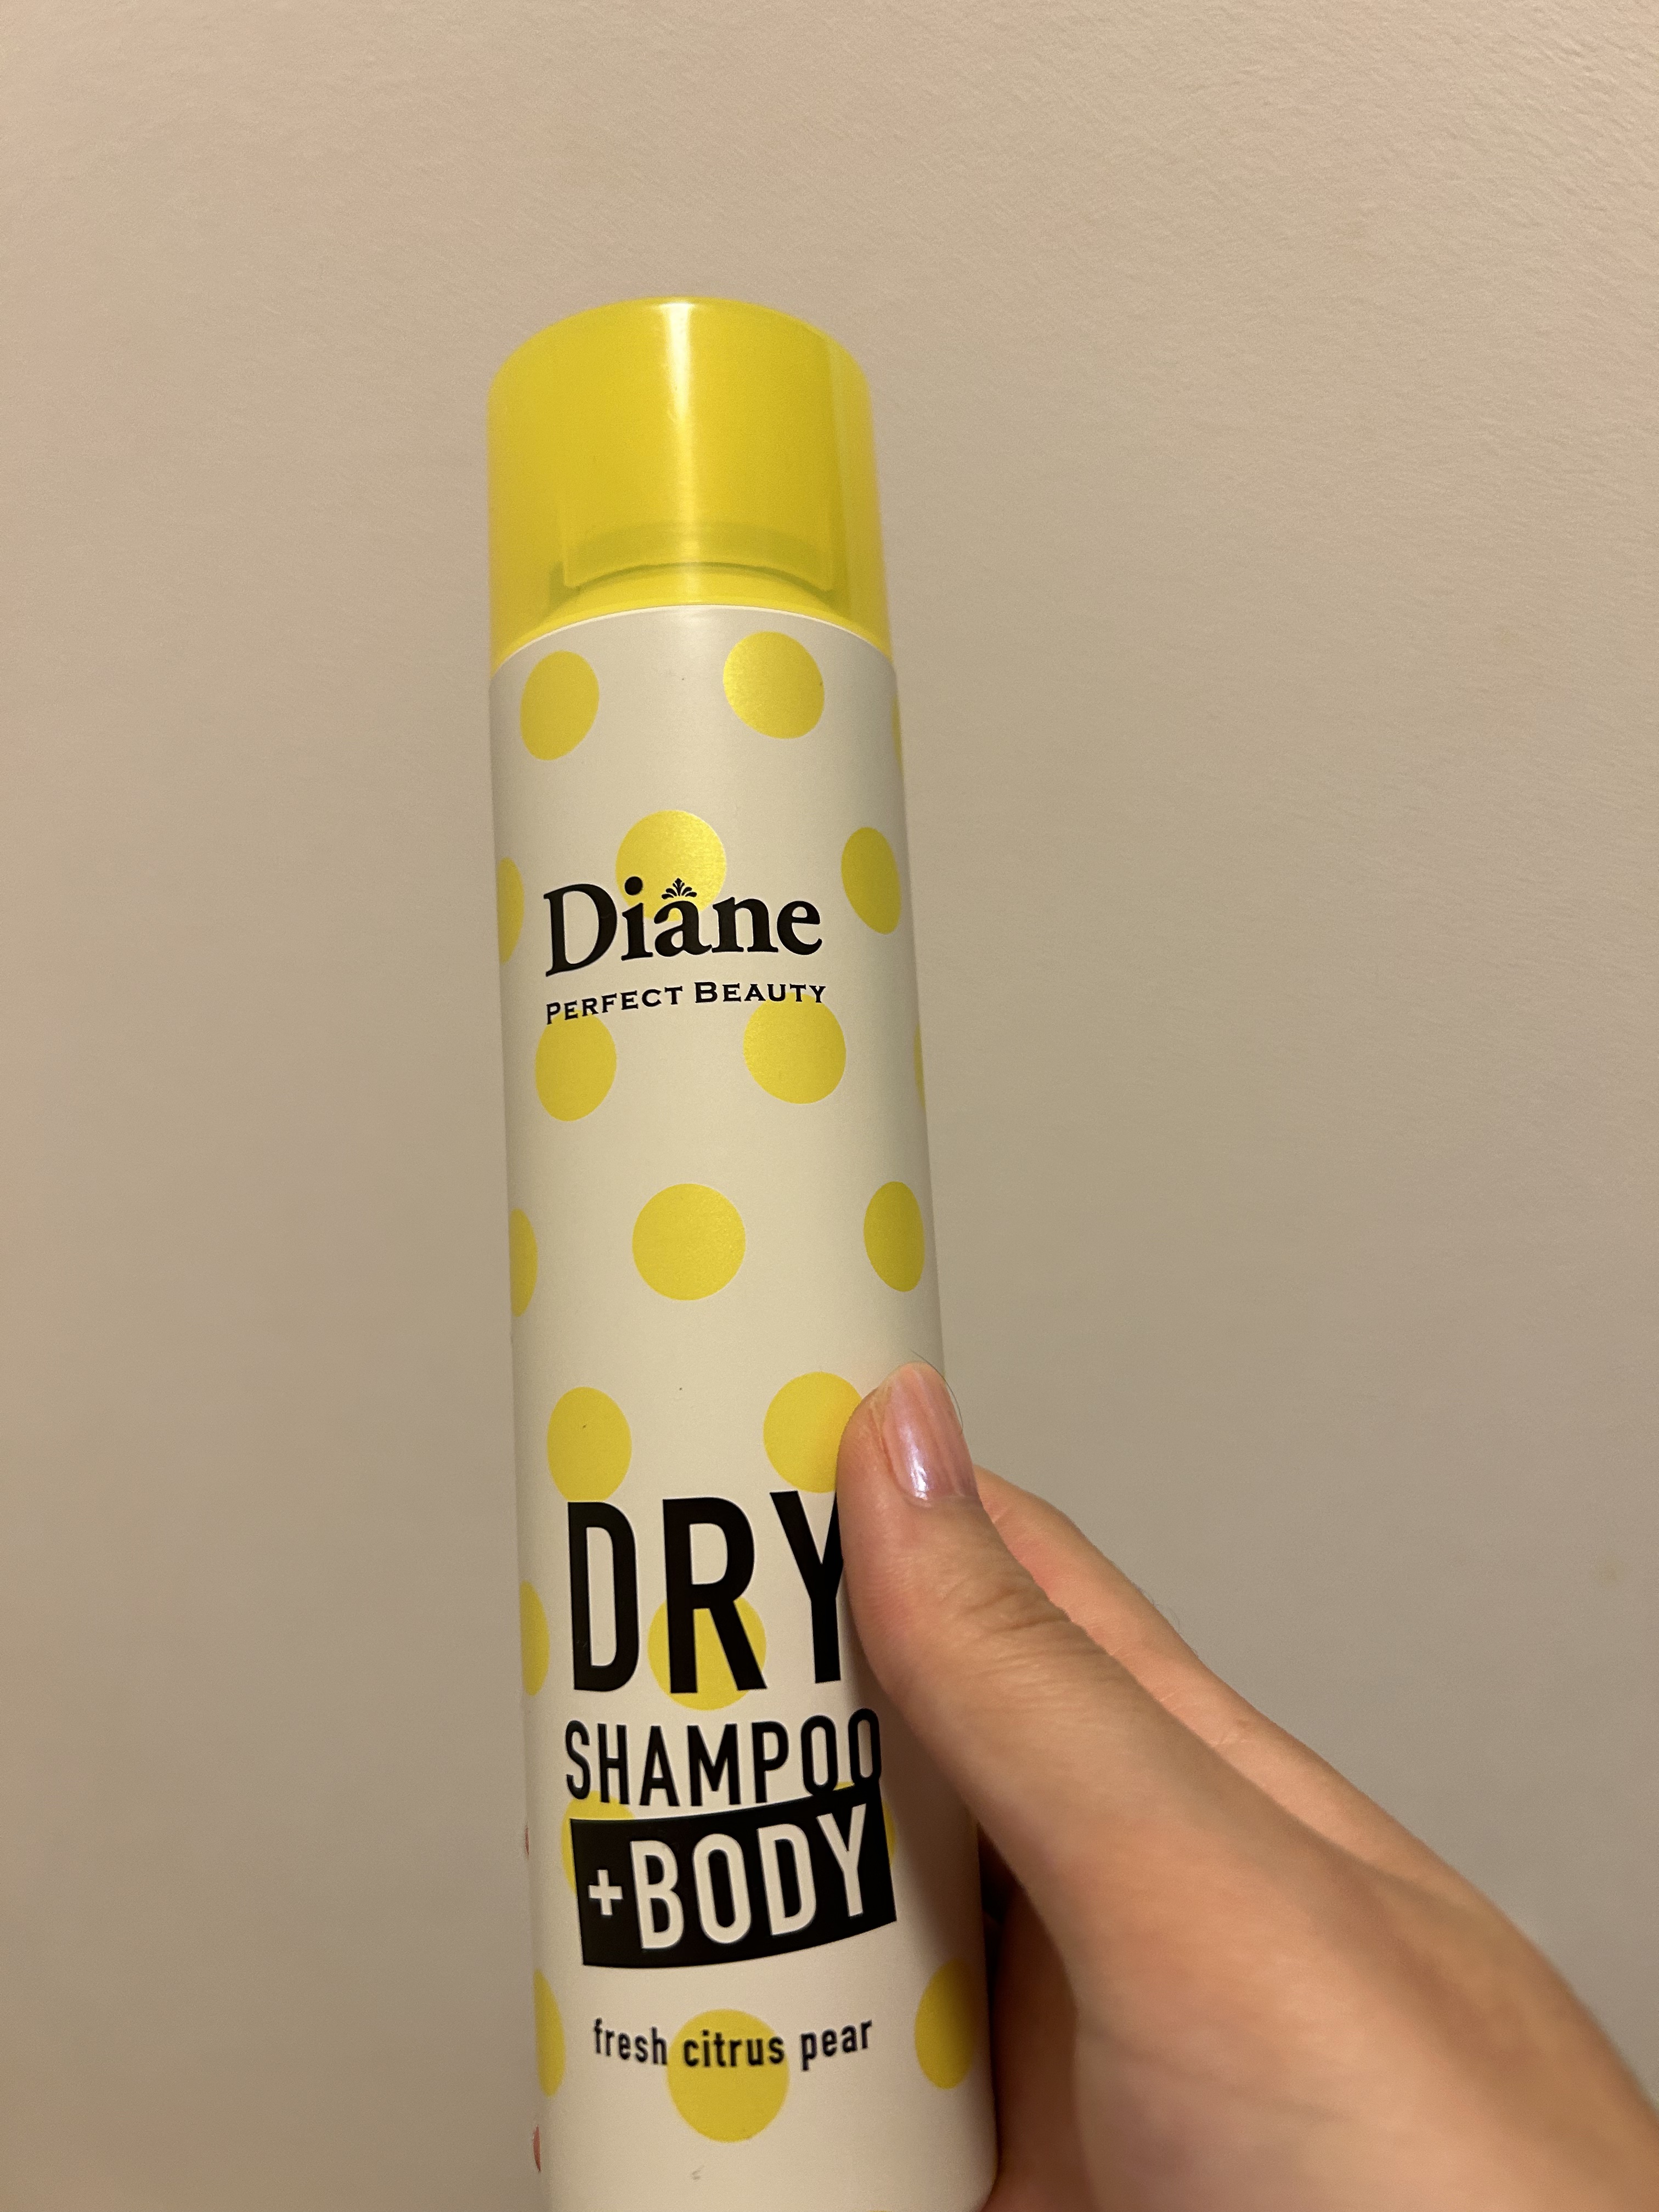 Diane
PERFECT BEAUTY
DRY
SHAMPOO
+BODY
fresh citrus pear